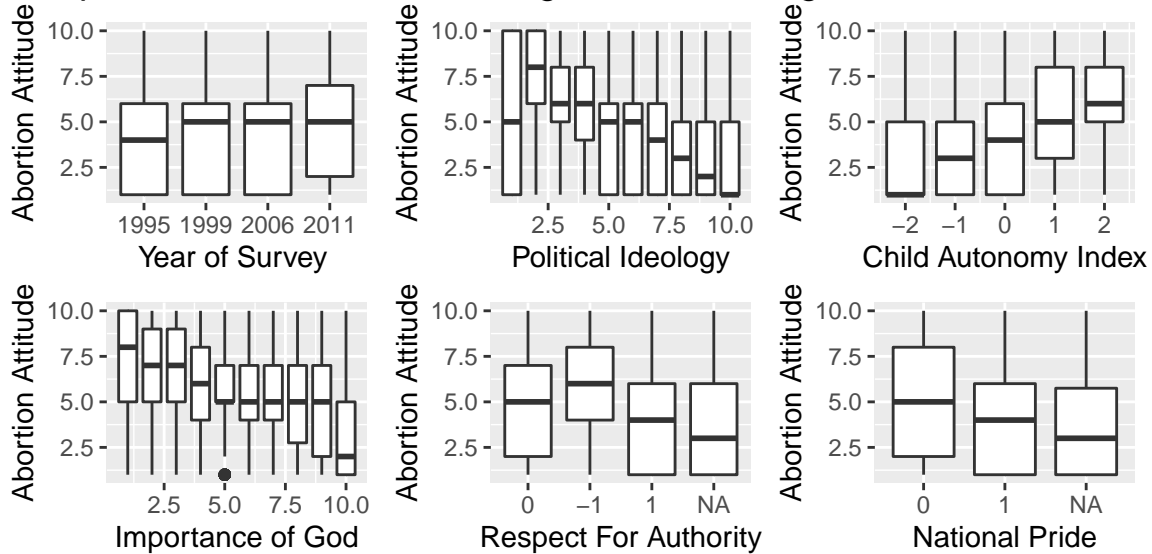 10.0
7.5
5.0
2.5
Abortion Attitude
1995 1999 2006 2011
Year of Survey
10.0
7.5
5.0
2.5
Abortion Attitude
2.5 5.0 7.5 10.0
Political Ideology
10.0
7.5
5.0
2.5
Abortion Attitude
−2 −1 0 1 2
Child Autonomy Index
10.0
7.5
5.0
2.5
Abortion Attitude
2.5 5.0 7.5 10.0
Importance of God
10.0
7.5
5.0
2.5
Abortion Attitude
0 −1 1 NA
Respect For Authority
10.0
7.5
5.0
2.5
Abortion Attitude
0 1 NA
National Pride